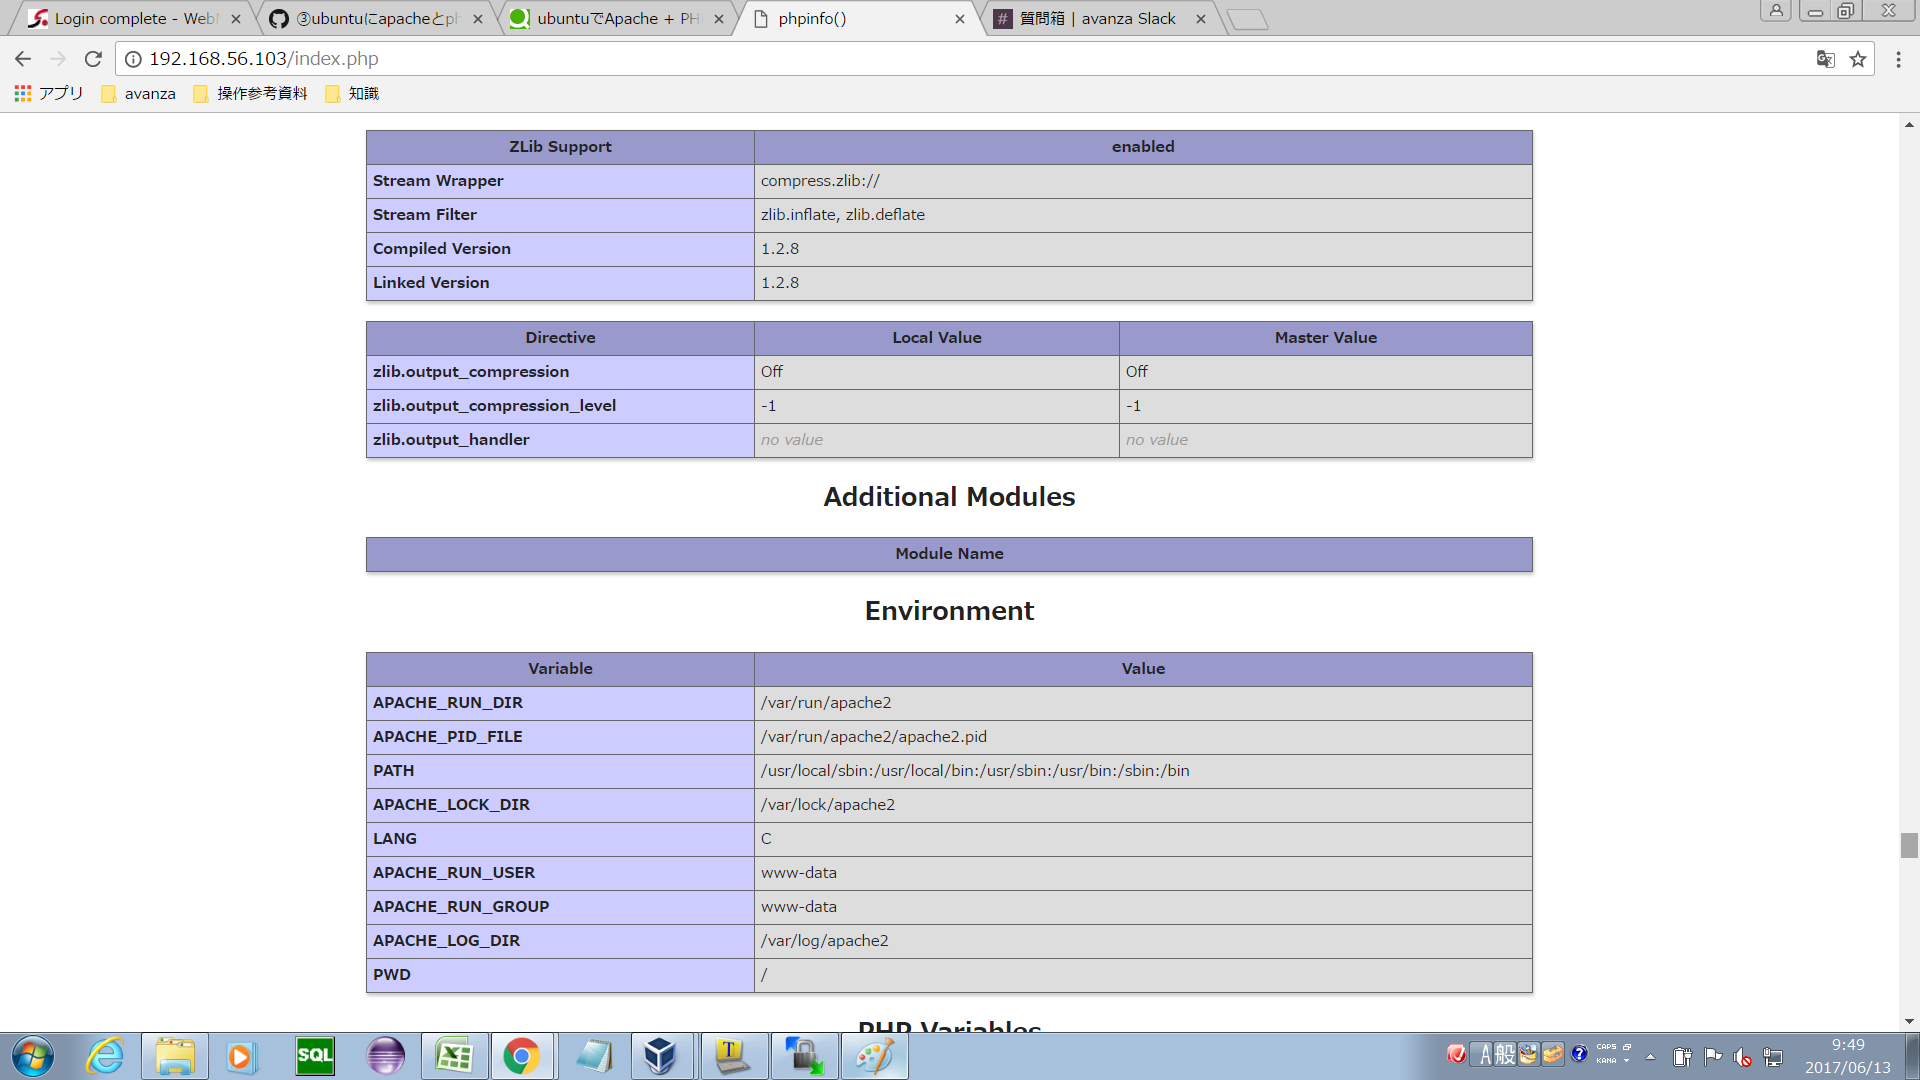 Login complete - Web
③ubuntuにapacheとph
ubuntuでApache + PH
phpinfo()
質問箱 | avanza Slack
192.168.56.103/index.php
アプリ avanza 操作参考資料 知識
ZLib Support enabled
Stream Wrapper compress.zlib://
Stream Filter zlib.inflate, zlib.deflate
Compiled Version 1.2.8
Linked Version 1.2.8
Directive Local Value Master Value
zlib.output_compression Off Off
zlib.output_compression_level -1 -1
zlib.output_handler no value no value
Additional Modules
Module Name
Environment
Variable Value
APACHE_RUN_DIR /var/run/apache2
APACHE_PID_FILE /var/run/apache2/apache2.pid
PATH /usr/local/sbin:/usr/local/bin:/usr/sbin:/usr/bin:/sbin:/bin
APACHE_LOCK_DIR /var/lock/apache2
LANG C
APACHE_RUN_USER www-data
APACHE_RUN_GROUP www-data
APACHE_LOG_DIR /var/log/apache2
PWD /
PHP Variables
SQL
A 般
CAPS
KANA
9:49
2017/06/13